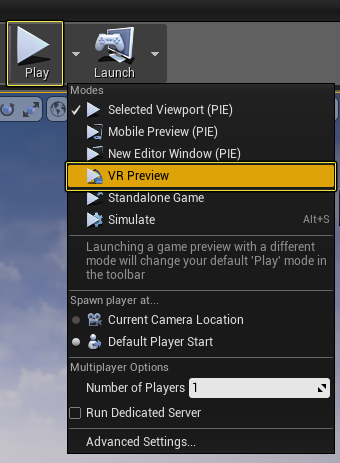 Play
Launch
Modes
Selected Viewport (PIE)
Mobile Preview (PIE)
New Editor Window (PIE)
VR Preview
Standalone Game
Simulate Alt+S
Launching a game preview with a different
mode will change your default 'Play' mode in
the toolbar
Spawn player at...
Current Camera Location
Default Player Start
Multiplayer Options
Number of Players 1
Run Dedicated Server
Advanced Settings...